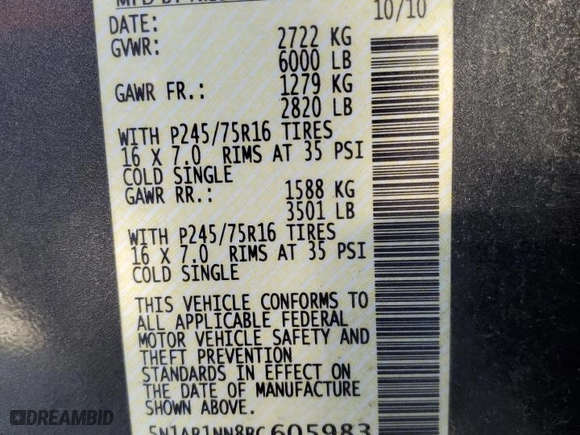 MFD BY
10/10
DATE:
GVWR: 2722 KG
6000 LB
GAWR FR.: 1279 KG
2820 LB
WITH P245/75R16 TIRES
16 X 7.0 RIMS AT 35 PSI
COLD SINGLE
GAWR RR.: 1588 KG
3501 LB
WITH P245/75R16 TIRES
16 X 7.0 RIMS AT 35 PSI
COLD SINGLE
THIS VEHICLE CONFORMS TO
ALL APPLICABLE FEDERAL
MOTOR VEHICLE SAFETY AND
THEFT PREVENTION
STANDARDS IN EFFECT ON
THE DATE OF MANUFACTURE
5N1AR1NN8BC605983
DREAMBID